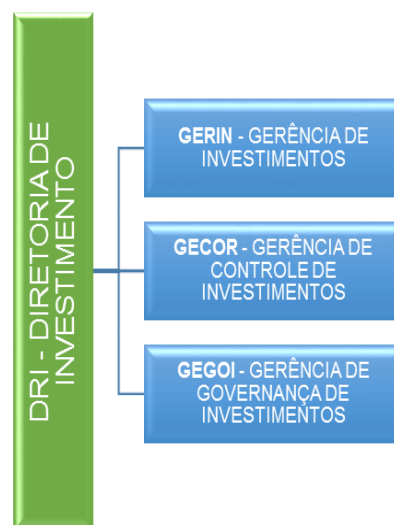 DRI - DIRETORIA DE
INVESTIMENTO
GERIN - GERÊNCIA DE
INVESTIMENTOS
GECOR - GERÊNCIA DE
CONTROLE DE
INVESTIMENTOS
GEGOI - GERÊNCIA DE
GOVERNANÇA DE
INVESTIMENTOS